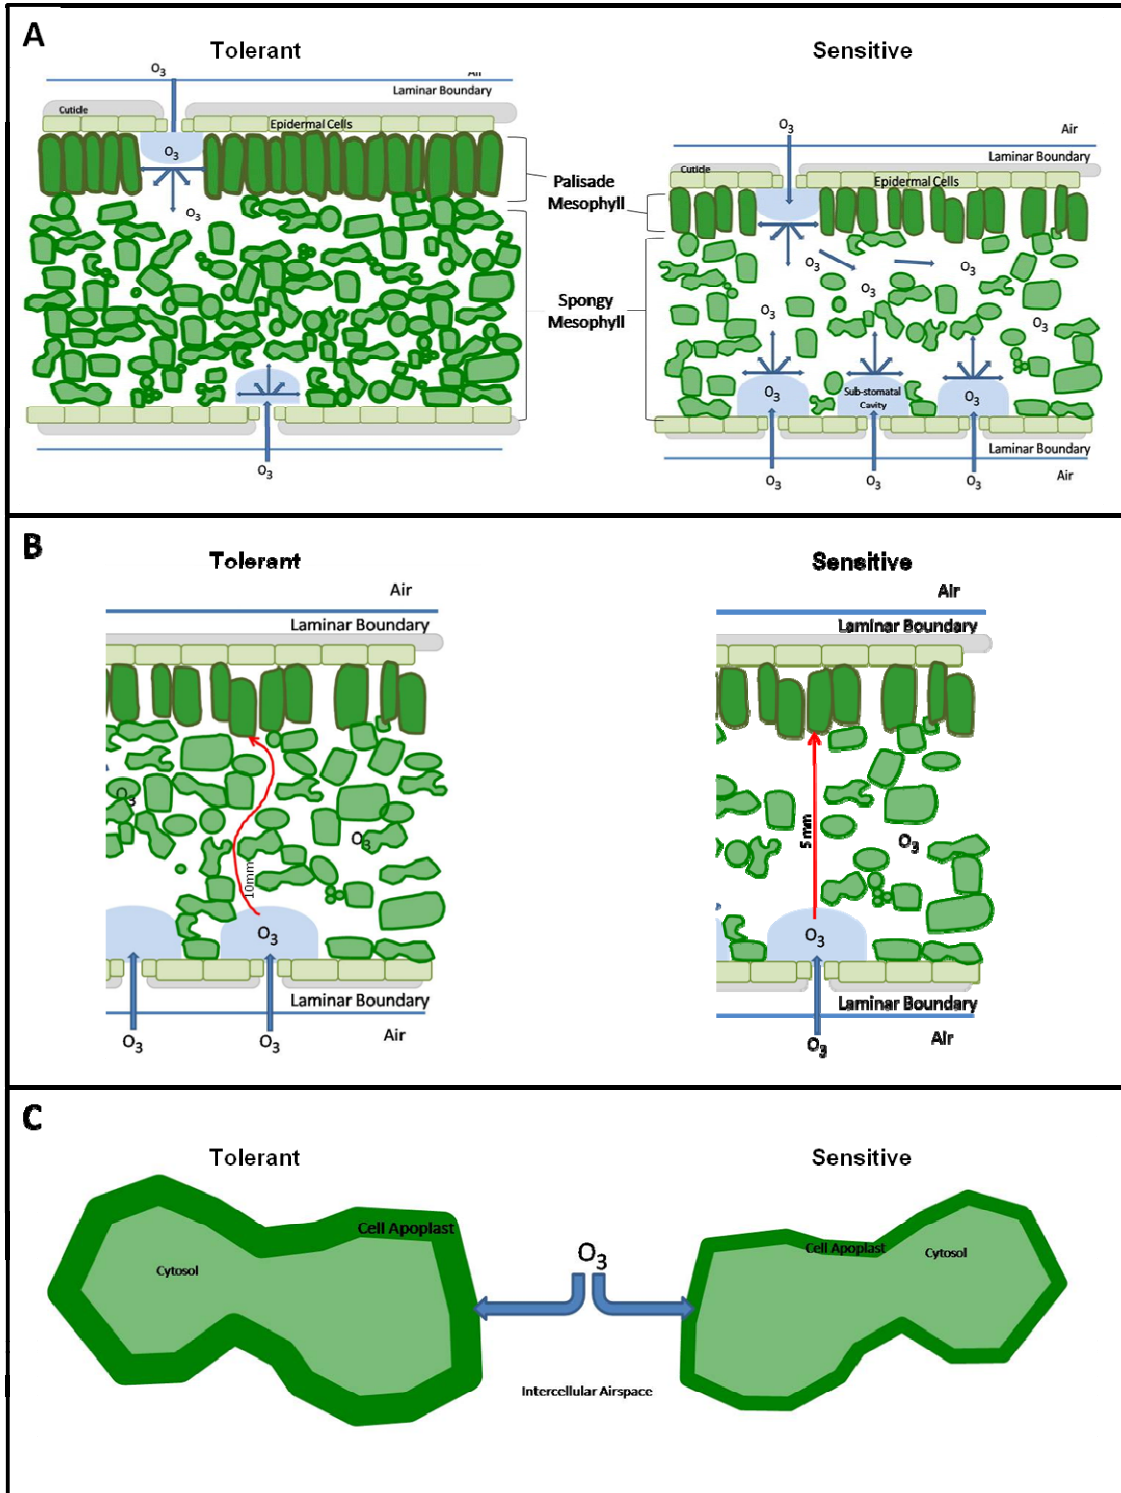 A
Tolerant
Sensitive
O3
Air
Laminar Boundary
Cuticle
Epidermal Cells
O3
O3
Palisade
Mesophyll
Spongy
Mesophyll
O3
O3
Air
Laminar Boundary
Cuticle
Epidermal Cells
O3
O3
O3
O3
O3
O3
Sub-stomatal
Cavity
O3
Laminar Boundary
Air
O3
O3
O3
B
Tolerant
Sensitive
Air
Laminar Boundary
O3
O3
10mm
O3
Laminar Boundary
Air
O3
O3
Air
Laminar Boundary
5 mm
O3
O3
Laminar Boundary
Air
O3
C
Tolerant
Sensitive
Cell Apoplast
Cytosol
O3
Cell Apoplast
Cytosol
Intercellular Airspace